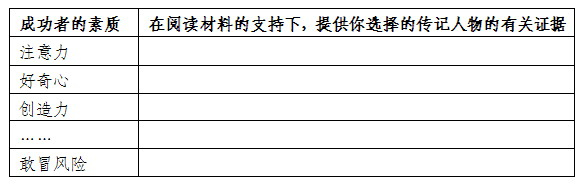 成功者的素质 在阅读材料的支持下，提供你选择的传记人物的有关证据
注意力
好奇心
创造力
……
敢冒风险